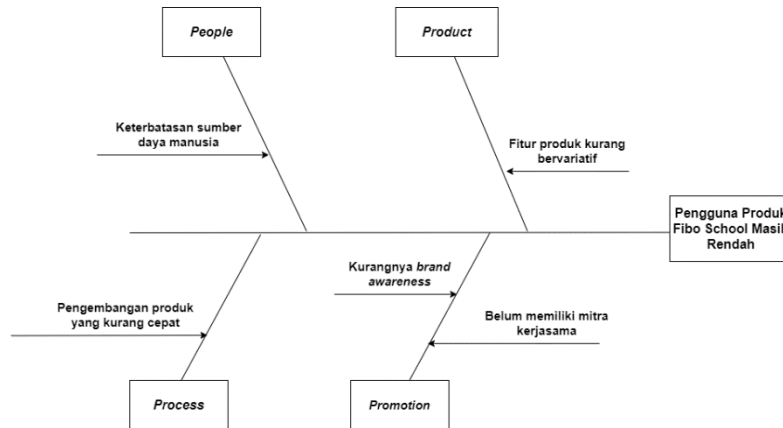 People
Product
Keterbatasan sumber
daya manusia
Fitur produk kurang
bervariatif
Pengguna Produk
Fibo School Masih
Rendah
Kurangnya brand
awareness
Pengembangan produk
yang kurang cepat
Belum memiliki mitra
kerjasama
Process
Promotion